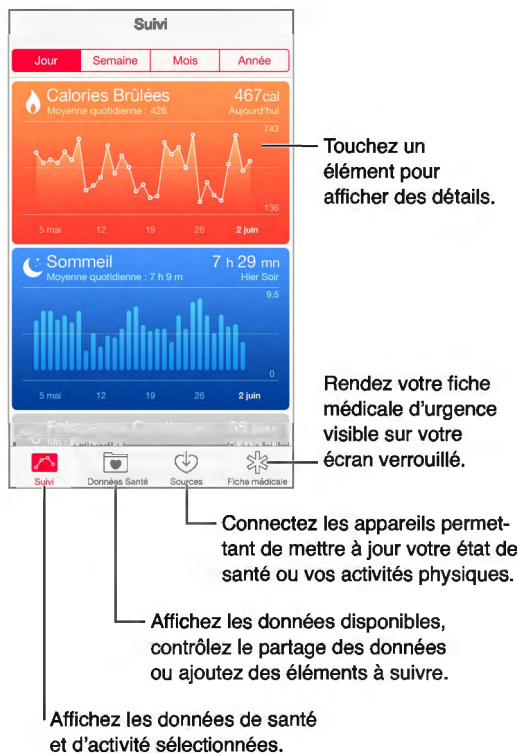 Suivi
Jour Semaine Mois Année
Calories Brûlées 467cal
Moyenne quotidienne : 428 Aujourd'hui
743
136
5 mai 12 19 26 2 juin
Touchez un
élément pour
afficher des détails.
Sommeil 7 h 29 mn
Moyenne quotidienne : 7 h 9 m Hier Soir
9,5
0
5 mai 12 19 26 2 juin
Rendez votre fiche
médicale d'urgence
visible sur votre
écran verrouillé.
Suivi Données Santé Sources Fiche médicale
Connectez les appareils permet-
tant de mettre à jour votre état de
santé ou vos activités physiques.
Affichez les données disponibles,
contrôlez le partage des données
ou ajoutez des éléments à suivre.
Affichez les données de santé
et d'activité sélectionnées.